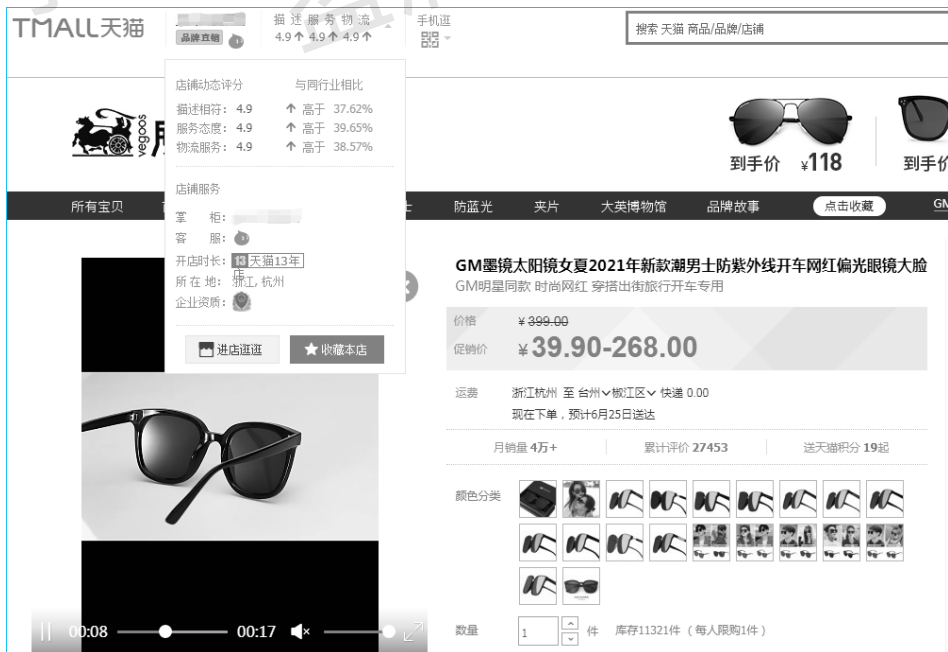 TMALL天猫
品牌直销
描 述 服 务 物 流
4.9↑ 4.9↑ 4.9↑
手机逛
搜索 天猫 商品/品牌/店铺
店铺动态评分 与同行业相比
描述相符： 4.9 ↑ 高于 37.62%
服务态度： 4.9 ↑ 高于 39.65%
物流服务： 4.9 ↑ 高于 38.57%
店铺服务
掌 柜：
客 服：
开店时长： 13 天猫13年
店
所 在 地： 浙江, 杭州
企业资质：
进店逛逛 ★ 收藏本店
vegoos
到手价 ¥118
到手价
所有宝贝 防蓝光 夹片 大英博物馆 品牌故事 点击收藏 GM
GM墨镜太阳镜女夏2021年新款潮男士防紫外线开车网红偏光眼镜大脸
GM明星同款 时尚网红 穿搭出街旅行开车专用
价格 ¥ 399.00
促销价 ¥ 39.90-268.00
运费 浙江杭州 至 台州 椒江区 快递 0.00
现在下单，预计6月25日送达
月销量 4万+ 累计评价 27453 送天猫积分 19起
颜色分类
00:08 00:17
数量 1 件 库存11321件 （每人限购1件）